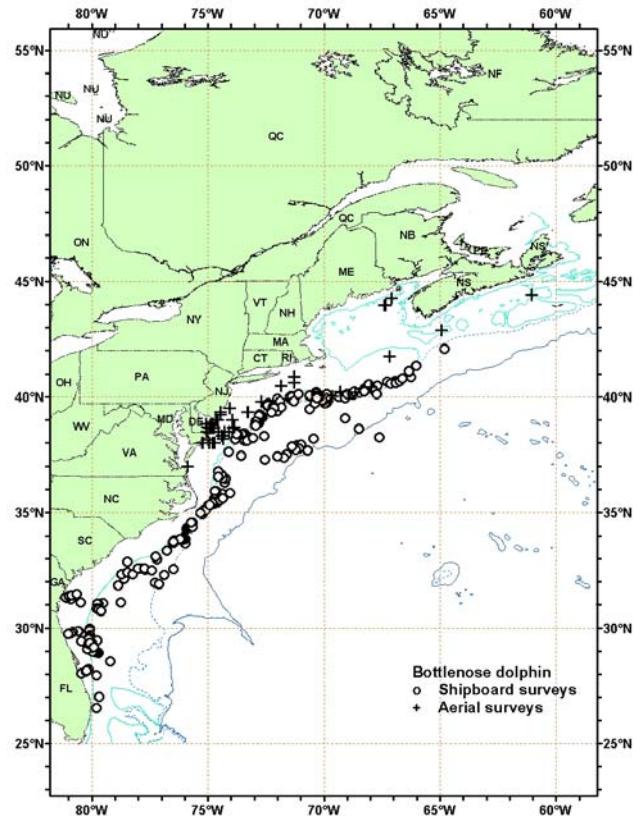 80°W 75°W 70°W 65°W 60°W
55°N 55°N
NU
NU
NU
NU
NF
QC
50°N 50°N
QC
ON
NB
PE
NS
45°N 45°N
ME
NS
VT
NH
NY
MA
CT RI
40°N 40°N
OH
PA
NJ
MD
DE
WV
VA
NC
35°N 35°N
SC
GA
30°N 30°N
FL
Bottlenose dolphin
Shipboard surveys
Aerial surveys
25°N 25°N
80°W 75°W 70°W 65°W 60°W